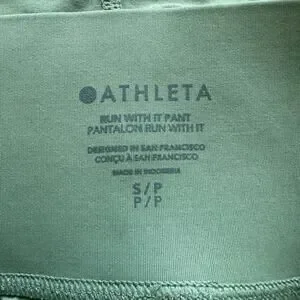 ATHLETA
RUN WITH IT PANT
PANTALON RUN WITH IT
DESIGNED IN SAN FRANCISCO
CONÇU À SAN FRANCISCO
MADE IN INDONESIA
S/P
P/P